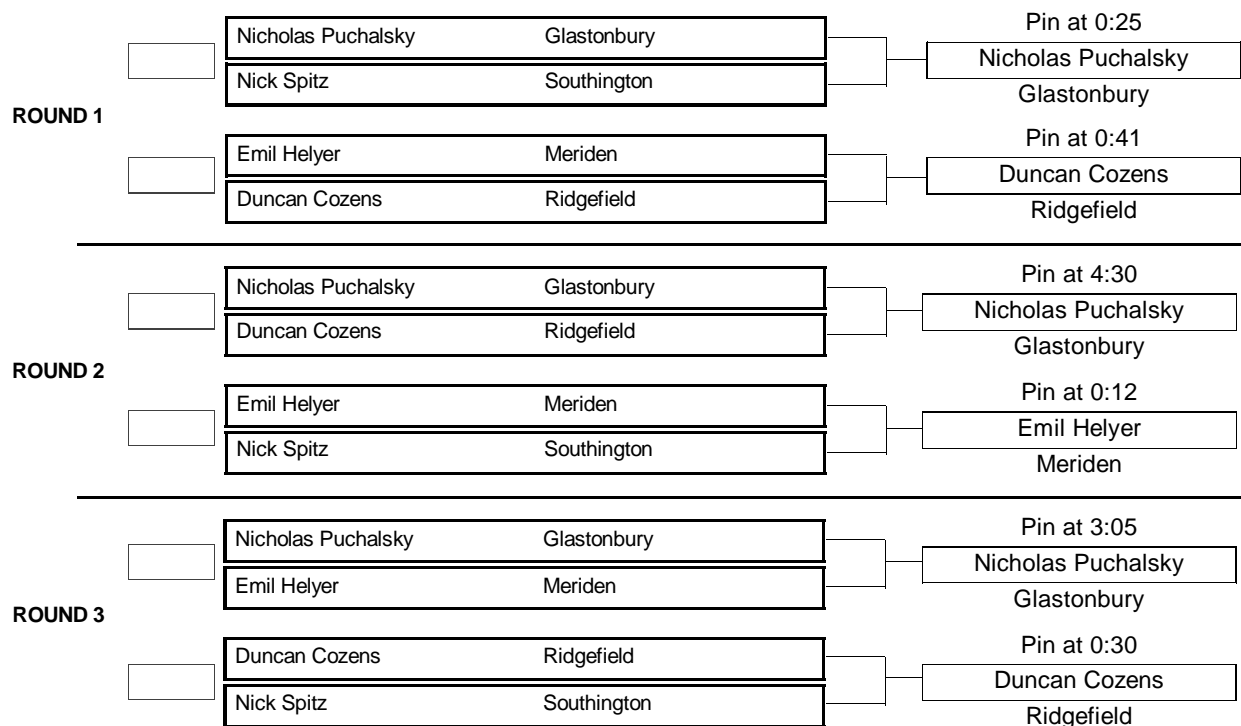 Pin at 0:25
Nicholas Puchalsky Glastonbury
Nicholas Puchalsky
Nick Spitz Southington
Glastonbury
ROUND 1
Pin at 0:41
Emil Helyer Meriden
Duncan Cozens
Duncan Cozens Ridgefield
Ridgefield
Pin at 4:30
Nicholas Puchalsky Glastonbury
Nicholas Puchalsky
Duncan Cozens Ridgefield
Glastonbury
ROUND 2
Pin at 0:12
Emil Helyer Meriden
Emil Helyer
Nick Spitz Southington
Meriden
Pin at 3:05
Nicholas Puchalsky Glastonbury
Nicholas Puchalsky
Emil Helyer Meriden
Glastonbury
ROUND 3
Pin at 0:30
Duncan Cozens Ridgefield
Duncan Cozens
Nick Spitz Southington
Ridgefield